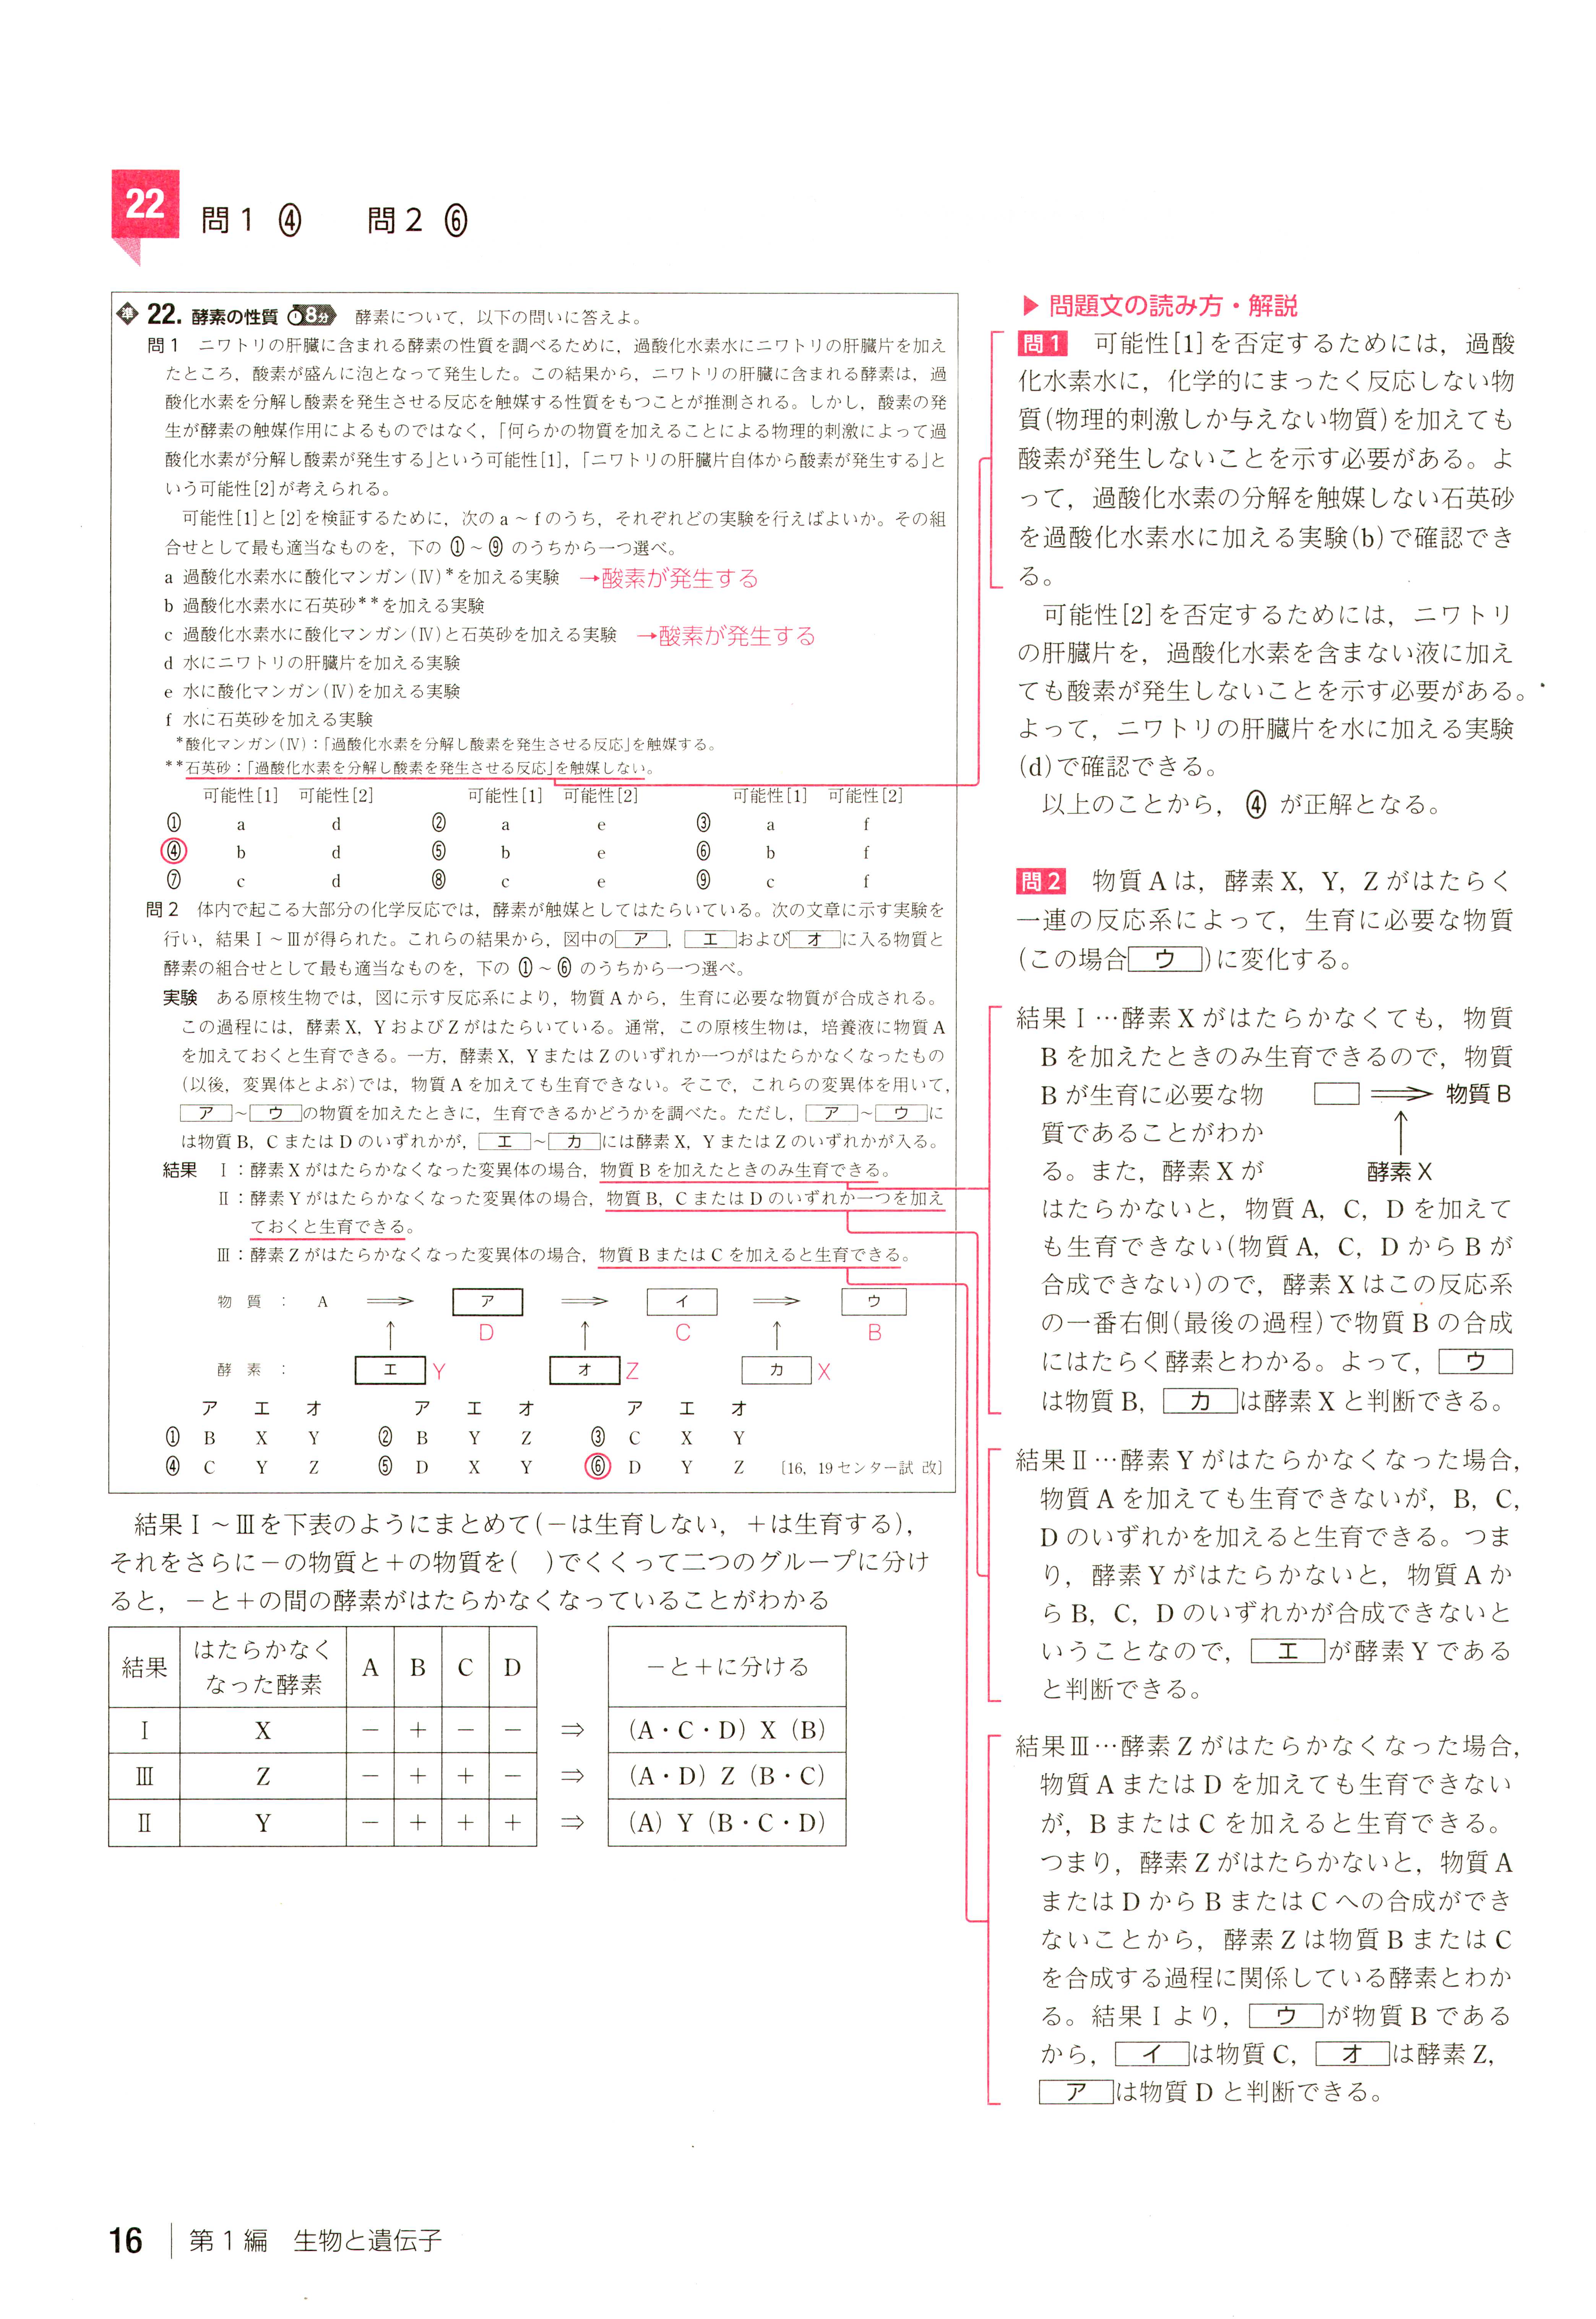 22
問1 ④　問2 ⑥
準 22. 酵素の性質 8分 酵素について，以下の問いに答えよ。
問1 ニワトリの肝臓に含まれる酵素の性質を調べるために，過酸化水素水にニワトリの肝臓片を加え
たところ，酸素が盛んに泡となって発生した。この結果から，ニワトリの肝臓に含まれる酵素は，過
酸化水素を分解し酸素を発生させる反応を触媒する性質をもつことが推測される。しかし，酸素の発
生が酵素の触媒作用によるものではなく，「何らかの物質を加えることによる物理的刺激によって過
酸化水素が分解し酸素が発生する」という可能性[1]，「ニワトリの肝臓片自体から酸素が発生する」と
いう可能性[2]が考えられる。
可能性[1]と[2]を検証するために，次のa～fのうち，それぞれどの実験を行えばよいか。その組
合せとして最も適当なものを，下の①～⑨のうちから一つ選べ。
a 過酸化水素水に酸化マンガン(Ⅳ)*を加える実験 →酸素が発生する
b 過酸化水素水に石英砂**を加える実験
c 過酸化水素水に酸化マンガン(Ⅳ)と石英砂を加える実験 →酸素が発生する
d 水にニワトリの肝臓片を加える実験
e 水に酸化マンガン(Ⅳ)を加える実験
f 水に石英砂を加える実験
*酸化マンガン(Ⅳ)：「過酸化水素を分解し酸素を発生させる反応」を触媒する。
**石英砂：「過酸化水素を分解し酸素を発生させる反応」を触媒しない。
可能性[1] 可能性[2] 可能性[1] 可能性[2] 可能性[1] 可能性[2]
① a d ② a e ③ a f
④ b d ⑤ b e ⑥ b f
⑦ c d ⑧ c e ⑨ c f
問2 体内で起こる大部分の化学反応では，酵素が触媒としてはたらいている。次の文章に示す実験を
行い，結果Ⅰ～Ⅲが得られた。これらの結果から，図中の ア ， エ および オ に入る物質と
酵素の組合せとして最も適当なものを，下の①～⑥のうちから一つ選べ。
実験 ある原核生物では，図に示す反応系により，物質Aから，生育に必要な物質が合成される。
この過程には，酵素X，YおよびZがはたらいている。通常，この原核生物は，培養液に物質A
を加えておくと生育できる。一方，酵素X，YまたはZのいずれか一つがはたらかなくなったもの
(以後，変異体とよぶ)では，物質Aを加えても生育できない。そこで，これらの変異体を用いて，
ア ～ ウ の物質を加えたときに，生育できるかどうかを調べた。ただし， ア ～ ウ に
は物質B，CまたはDのいずれかが， エ ～ カ には酵素X，YまたはZのいずれかが入る。
結果 Ⅰ：酵素Xがはたらかなくなった変異体の場合，物質Bを加えたときのみ生育できる。
Ⅱ：酵素Yがはたらかなくなった変異体の場合，物質B，CまたはDのいずれか一つを加え
ておくと生育できる。
Ⅲ：酵素Zがはたらかなくなった変異体の場合，物質BまたはCを加えると生育できる。
物質： A ⟹ ア ⟹ イ ⟹ ウ
↑ D ↑ C ↑ B
酵素： エ Y オ Z カ X
ア エ オ ア エ オ ア エ オ
① B X Y ② B Y Z ③ C X Y
④ C Y Z ⑤ D X Y ⑥ D Y Z [16，19センター試 改]
結果Ⅰ～Ⅲを下表のようにまとめて(－は生育しない，＋は生育する)，
それをさらに－の物質と＋の物質を( )でくくって二つのグループに分け
ると，－と＋の間の酵素がはたらかなくなっていることがわかる
結果 はたらかなく A B C D －と＋に分ける
なった酵素
Ⅰ X － ＋ － － ⇒ (A・C・D) X (B)
Ⅲ Z － ＋ ＋ － ⇒ (A・D) Z (B・C)
Ⅱ Y － ＋ ＋ ＋ ⇒ (A) Y (B・C・D)
▶問題文の読み方・解説
問1 可能性[1]を否定するためには，過酸
化水素水に，化学的にまったく反応しない物
質(物理的刺激しか与えない物質)を加えても
酸素が発生しないことを示す必要がある。よ
って，過酸化水素の分解を触媒しない石英砂
を過酸化水素水に加える実験(b)で確認でき
る。
可能性[2]を否定するためには，ニワトリ
の肝臓片を，過酸化水素を含まない液に加え
ても酸素が発生しないことを示す必要がある。
よって，ニワトリの肝臓片を水に加える実験
(d)で確認できる。
以上のことから，④が正解となる。
問2 物質Aは，酵素X，Y，Zがはたらく
一連の反応系によって，生育に必要な物質
(この場合 ウ )に変化する。
結果Ⅰ…酵素Xがはたらかなくても，物質
Bを加えたときのみ生育できるので，物質
Bが生育に必要な物 ⟹ 物質B
質であることがわか ↑
る。また，酵素Xが 酵素X
はたらかないと，物質A，C，Dを加えて
も生育できない(物質A，C，DからBが
合成できない)ので，酵素Xはこの反応系
の一番右側(最後の過程)で物質Bの合成
にはたらく酵素とわかる。よって， ウ
は物質B， カ は酵素Xと判断できる。
結果Ⅱ…酵素Yがはたらかなくなった場合，
物質Aを加えても生育できないが，B，C，
Dのいずれかを加えると生育できる。つま
り，酵素Yがはたらかないと，物質Aか
らB，C，Dのいずれかが合成できないと
いうことなので， エ が酵素Yである
と判断できる。
結果Ⅲ…酵素Zがはたらかなくなった場合，
物質AまたはDを加えても生育できない
が，BまたはCを加えると生育できる。
つまり，酵素Zがはたらかないと，物質A
またはDからBまたはCへの合成ができ
ないことから，酵素Zは物質BまたはC
を合成する過程に関係している酵素とわか
る。結果Ⅰより， ウ が物質Bである
から， イ は物質C， オ は酵素Z，
ア は物質Dと判断できる。
16 第1編 生物と遺伝子